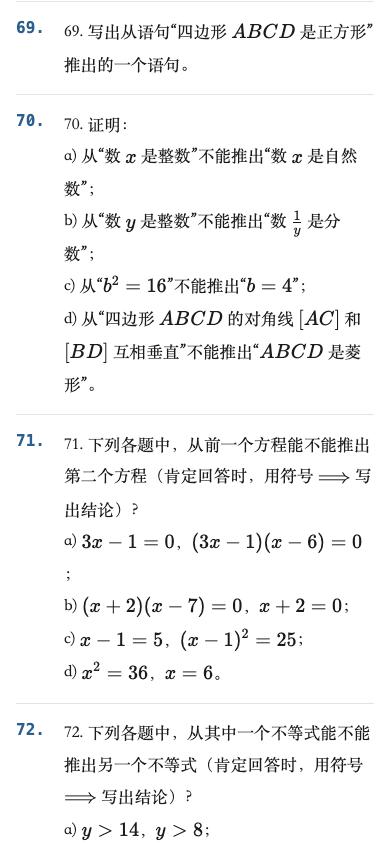 69. 69. 写出从语句“四边形 ABCD 是正方形”
推出的一个语句。
70. 70. 证明：
a) 从“数 x 是整数”不能推出“数 x 是自然
数”；
b) 从“数 y 是整数”不能推出“数 1/y 是分
数”；
c) 从“b² = 16”不能推出“b = 4”；
d) 从“四边形 ABCD 的对角线 [AC] 和
[BD] 互相垂直”不能推出“ABCD 是菱
形”。
71. 71. 下列各题中，从前一个方程能不能推出
第二个方程（肯定回答时，用符号 ⟹ 写
出结论）?
a) 3x − 1 = 0，(3x − 1)(x − 6) = 0
；
b) (x + 2)(x − 7) = 0，x + 2 = 0；
c) x − 1 = 5，(x − 1)² = 25；
d) x² = 36，x = 6。
72. 72. 下列各题中，从其中一个不等式能不能
推出另一个不等式（肯定回答时，用符号
⟹ 写出结论）?
a) y > 14，y > 8；